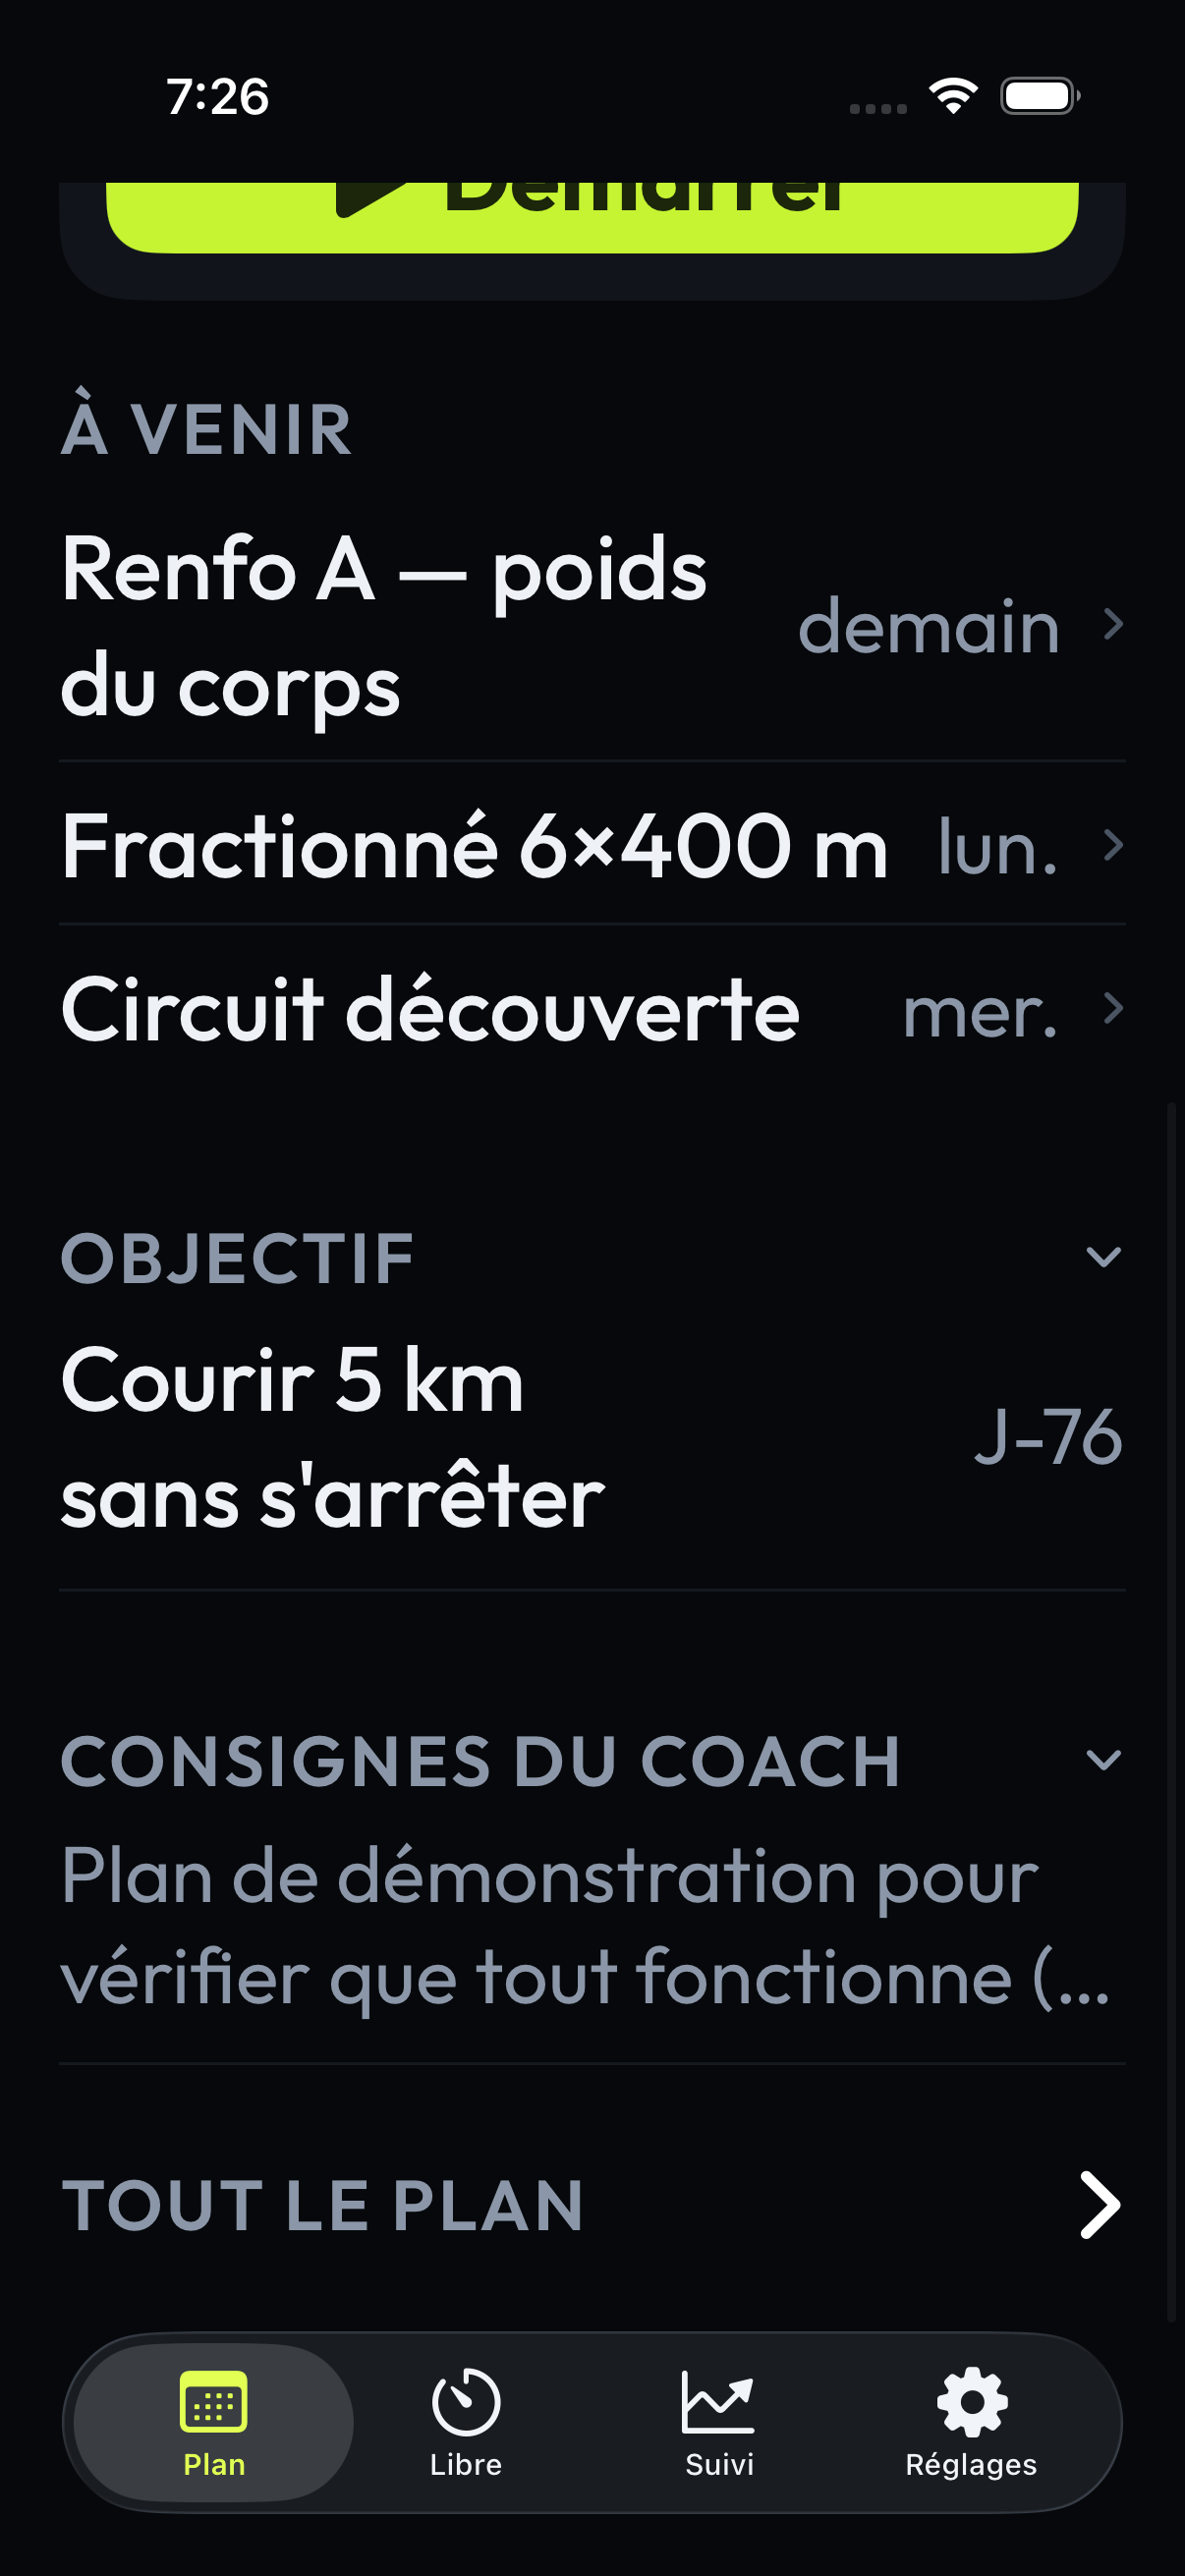 7:26
Démarrer
À VENIR
Renfo A — poids
du corps
demain
Fractionné 6×400 m lun.
Circuit découverte mer.
OBJECTIF
Courir 5 km
sans s'arrêter
J-76
CONSIGNES DU COACH
Plan de démonstration pour
vérifier que tout fonctionne (…
TOUT LE PLAN
Plan Libre Suivi Réglages